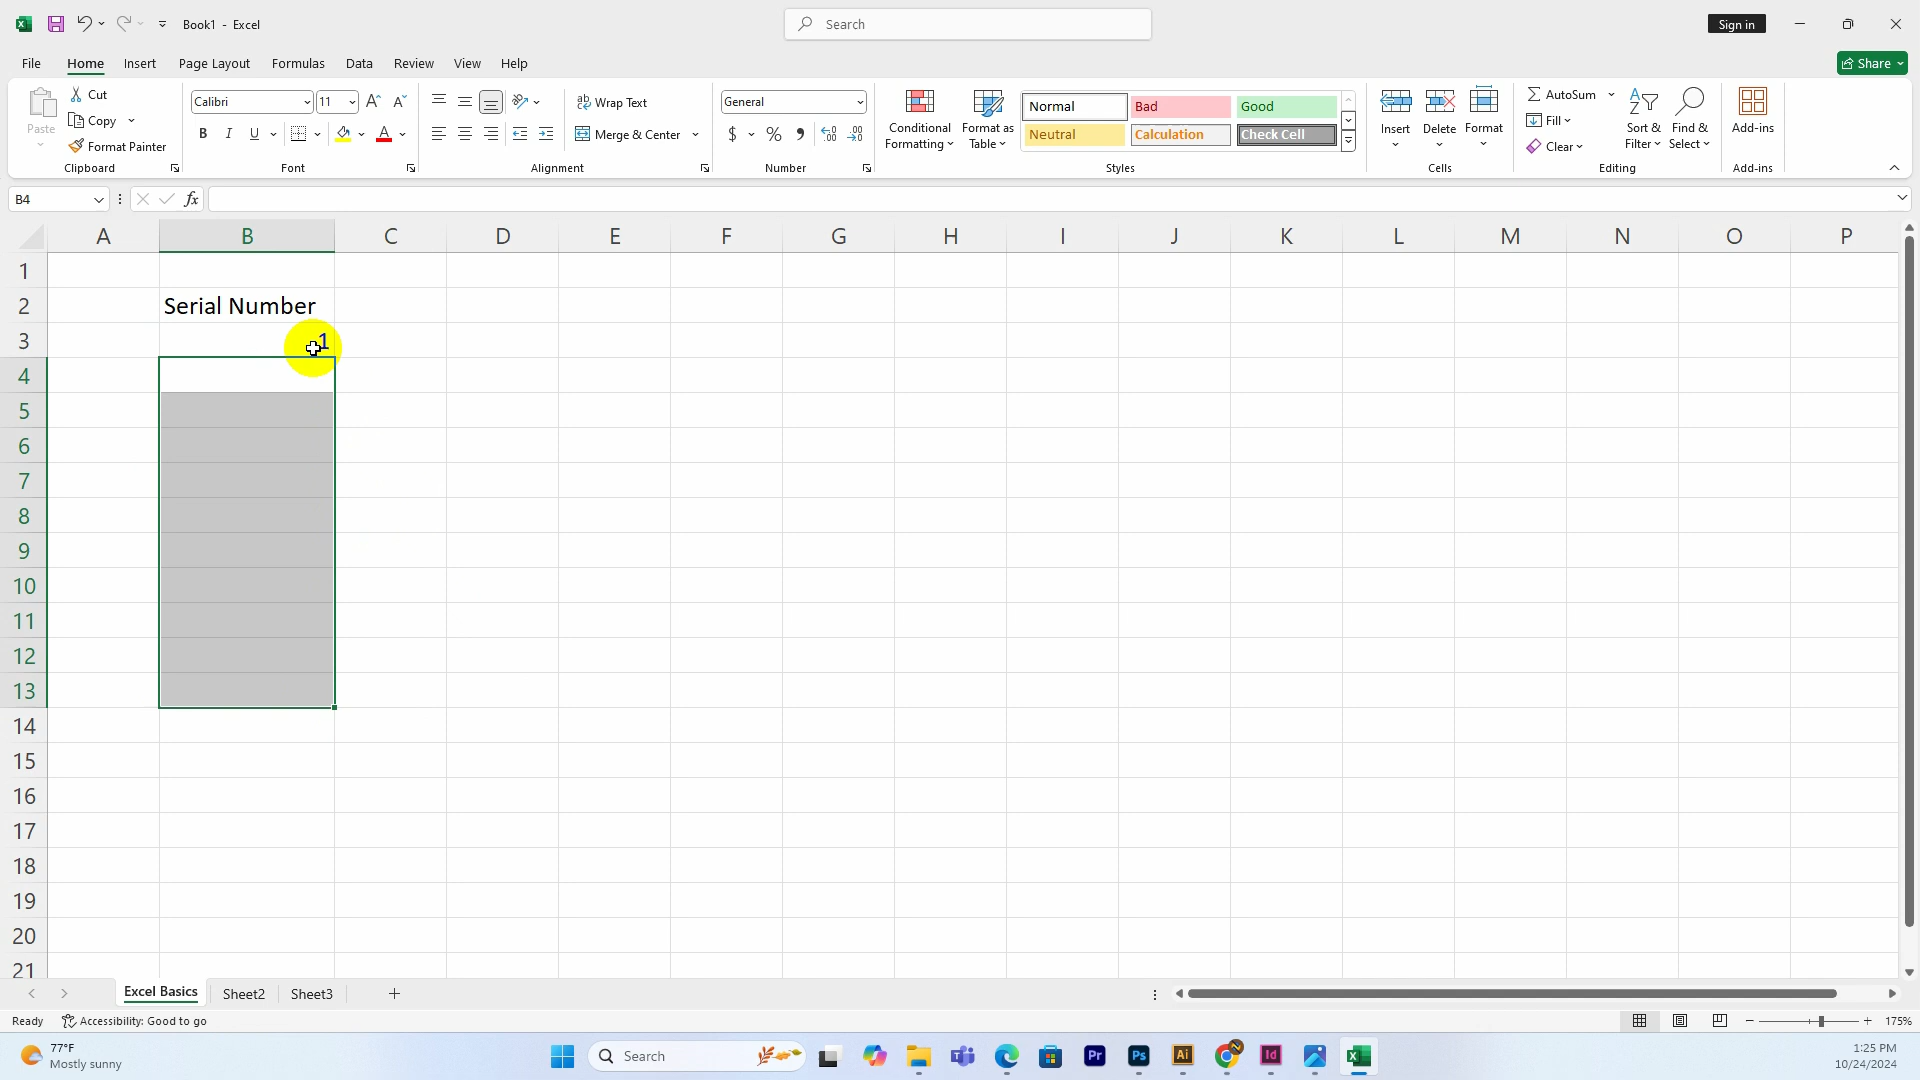 Book1 - Excel
Search
Sign in
File Home Insert Page Layout Formulas Data Review View Help
Share
Paste
Cut
Copy
Format Painter
Clipboard
Calibri 11
B I U A
Font
Wrap Text
Merge & Center
Alignment
General
$ % ,
Number
Conditional Formatting
Format as Table
Normal Bad Good
Neutral Calculation Check Cell
Styles
Insert Delete Format
Cells
AutoSum
Fill
Clear
Sort & Filter
Find & Select
Editing
Add-ins
Add-ins
B4 fx
A B C D E F G H I J K L M N O P
1
2 Serial Number
3 1
4
5
6
7
8
9
10
11
12
13
14
15
16
17
18
19
20
21
Excel Basics Sheet2 Sheet3
Ready Accessibility: Good to go 175%
77°F
Mostly sunny
Search
Pr Ps Ai Id
1:25 PM
10/24/2024